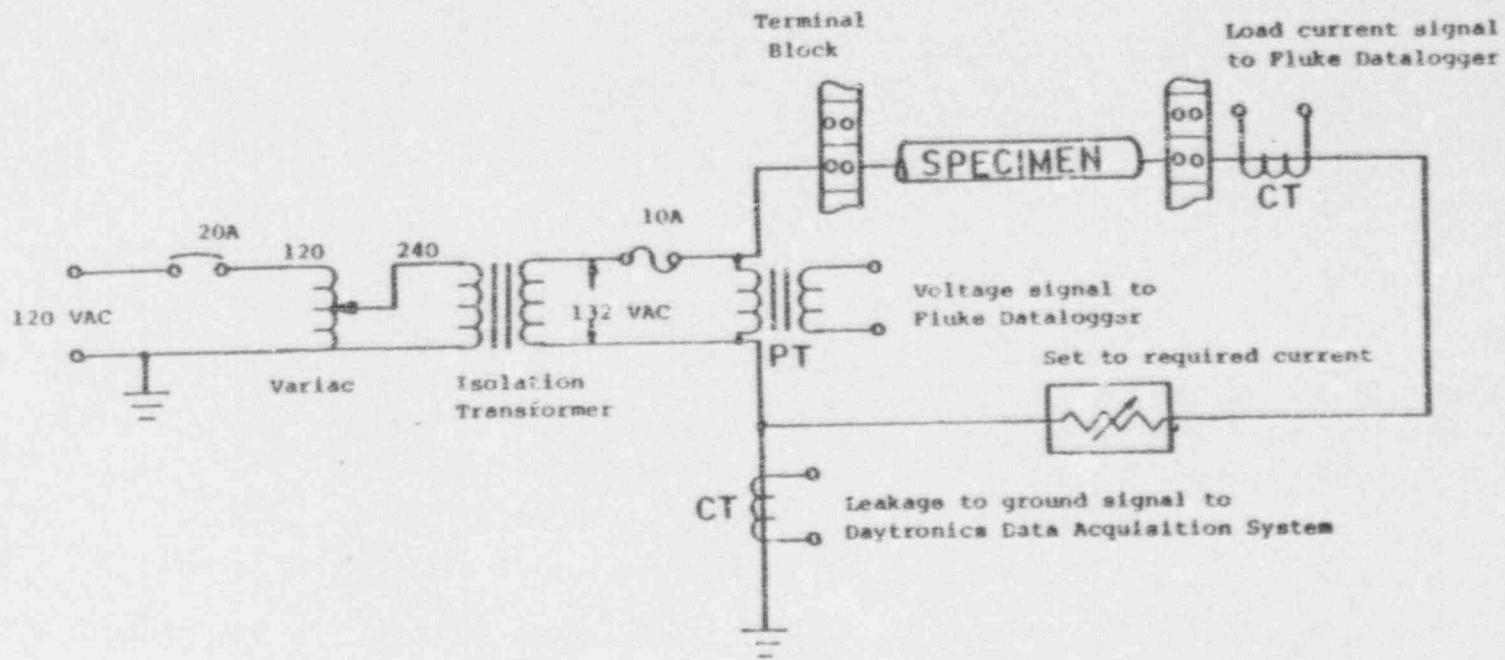 Terminal
Block
Load current signal
to Fluke Datalogger
SPECIMEN
CT
20A
120
240
10A
120 VAC
132 VAC
Voltage signal to
Fluke Datalogger
PT
Set to required current
Variac
Isolation
Transformer
CT
Leakage to ground signal to
Daytronics Data Acquisition System